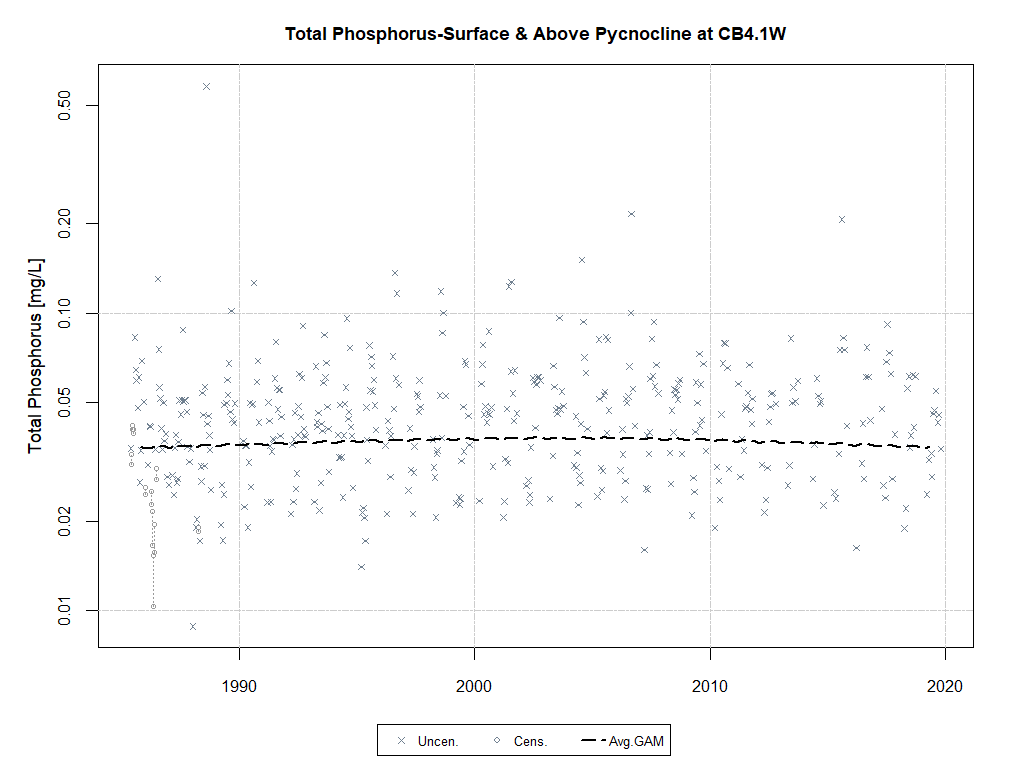 Total Phosphorus-Surface & Above Pycnocline at CB4.1W
Total Phosphorus [mg/L]
0.50
0.20
0.10
0.05
0.02
0.01
1990 2000 2010 2020
Uncen. Cens. Avg.GAM